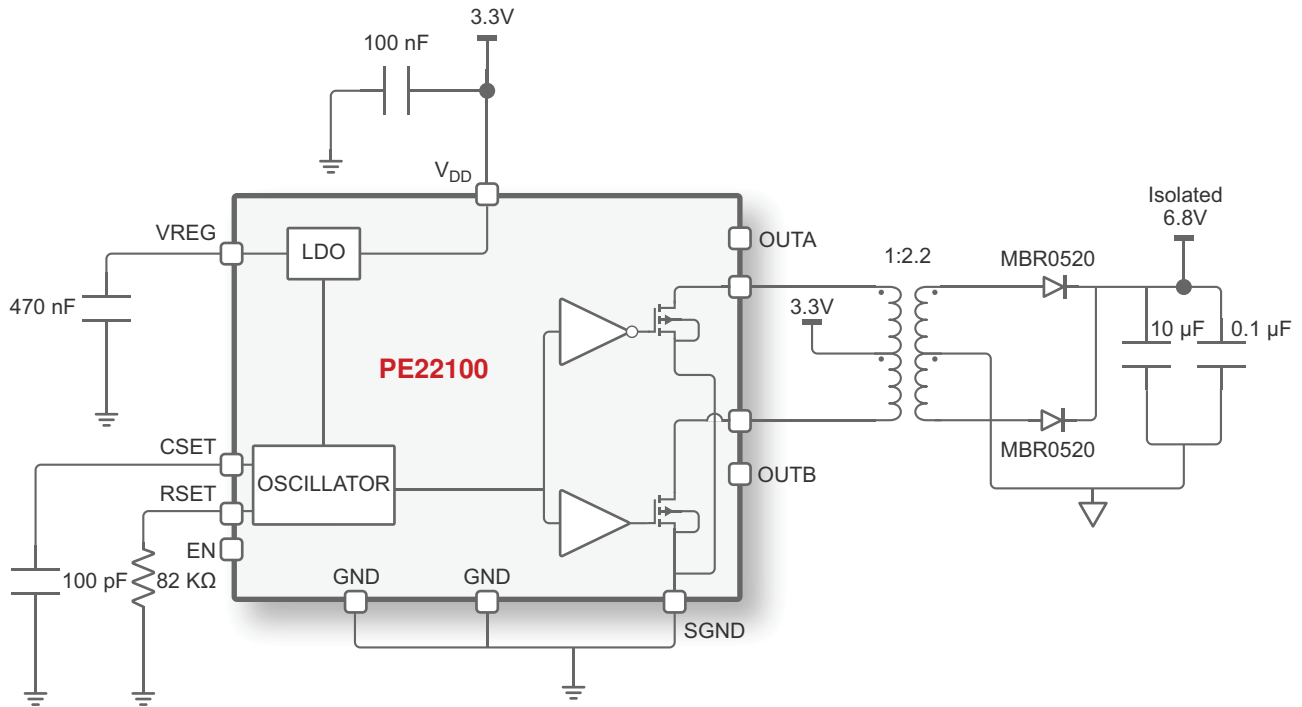 3.3V
100 nF
V_DD
Isolated
6.8V
VREG
LDO
OUTA
1:2.2
MBR0520
470 nF
3.3V
10 µF
0.1 µF
PE22100
CSET
OSCILLATOR
MBR0520
RSET
OUTB
EN
100 pF
82 KΩ
GND
GND
SGND